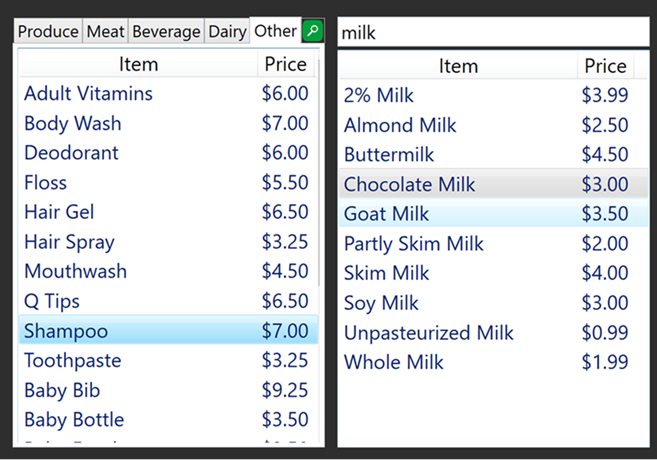 Produce Meat Beverage Dairy Other
Item Price
Adult Vitamins $6.00
Body Wash $7.00
Deodorant $6.00
Floss $5.50
Hair Gel $6.50
Hair Spray $3.25
Mouthwash $4.50
Q Tips $6.50
Shampoo $7.00
Toothpaste $3.25
Baby Bib $9.25
Baby Bottle $3.50
milk
Item Price
2% Milk $3.99
Almond Milk $2.50
Buttermilk $4.50
Chocolate Milk $3.00
Goat Milk $3.50
Partly Skim Milk $2.00
Skim Milk $4.00
Soy Milk $3.00
Unpasteurized Milk $0.99
Whole Milk $1.99